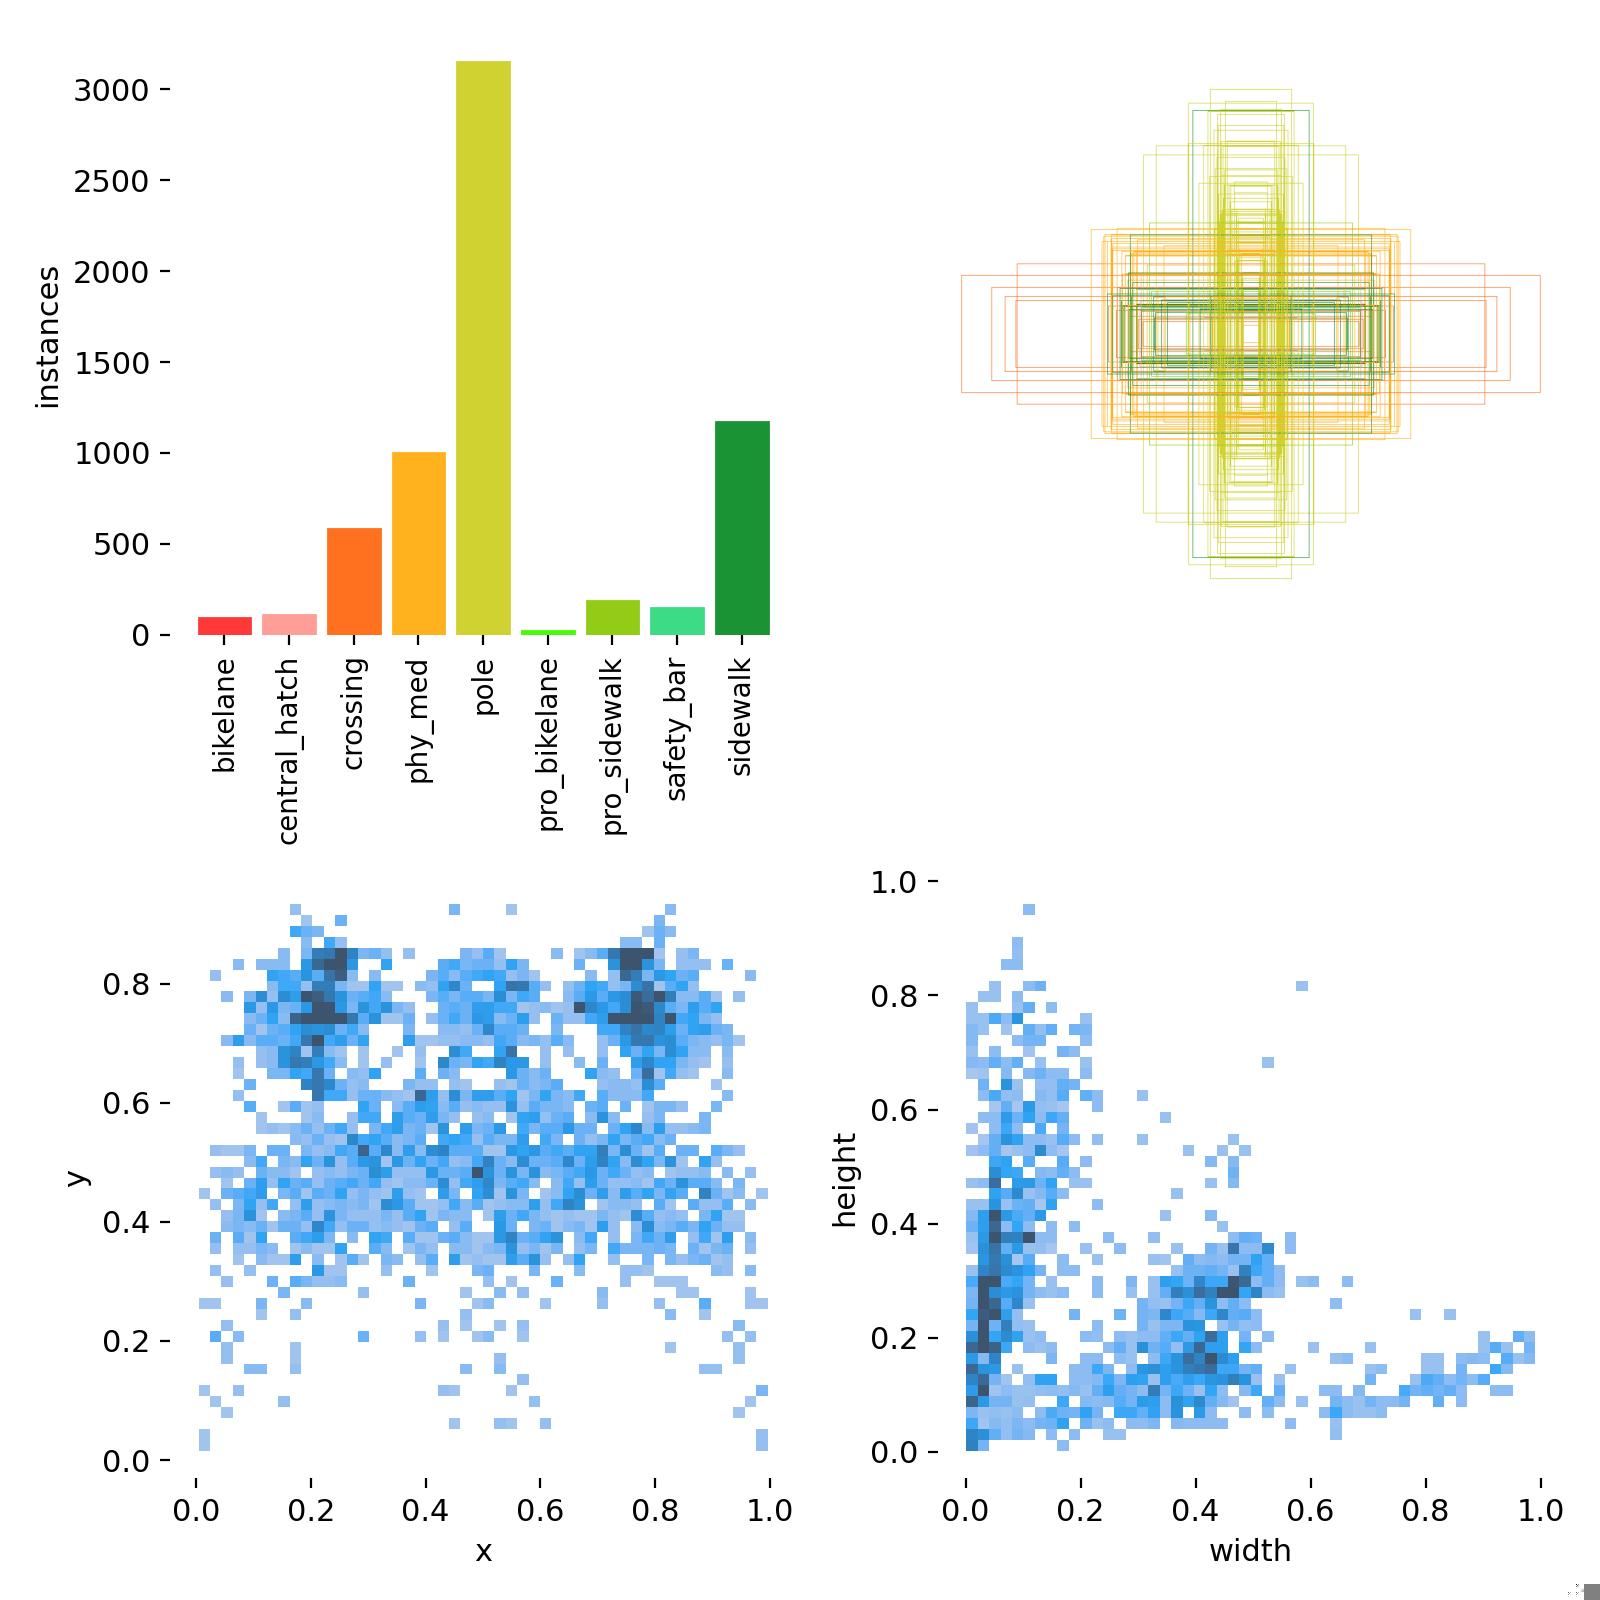 3000
2500
2000
1500
1000
500
0
instances
bikelane
central_hatch
crossing
phy_med
pole
pro_bikelane
pro_sidewalk
safety_bar
sidewalk
0.8
0.6
0.4
0.2
0.0
y
0.0 0.2 0.4 0.6 0.8 1.0
x
1.0
0.8
0.6
0.4
0.2
0.0
height
0.0 0.2 0.4 0.6 0.8 1.0
width